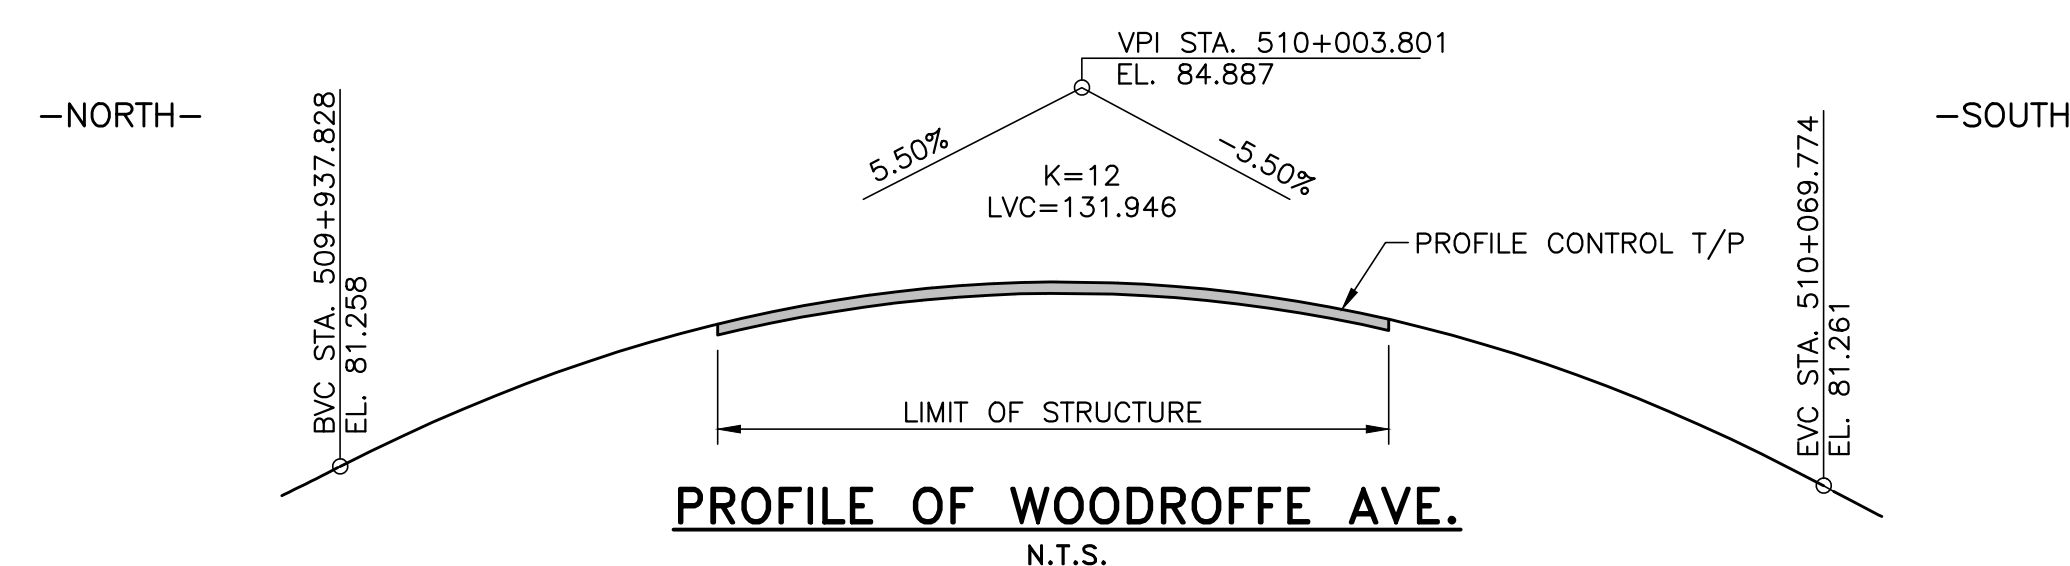 VPI STA. 510+003.801
EL. 84.887
-NORTH-
-SOUTH
BVC STA. 509+937.828
EL. 81.258
5.50%
-5.50%
K=12
LVC=131.946
EVC STA. 510+069.774
EL. 81.261
PROFILE CONTROL T/P
LIMIT OF STRUCTURE
PROFILE OF WOODROFFE AVE.
N.T.S.